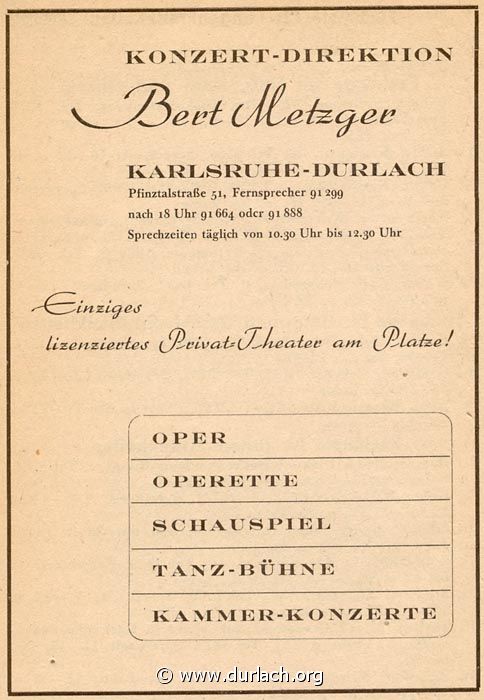 KONZERT-DIREKTION
Bert Metzger
KARLSRUHE-DURLACH
Pfinztalstraße 51, Fernsprecher 91 299
nach 18 Uhr 91 664 oder 91 888
Sprechzeiten täglich von 10.30 Uhr bis 12.30 Uhr
Einziges
lizenziertes Privat-Theater am Platze!
OPER
OPERETTE
SCHAUSPIEL
TANZ-BÜHNE
KAMMER-KONZERTE
© www.durlach.org